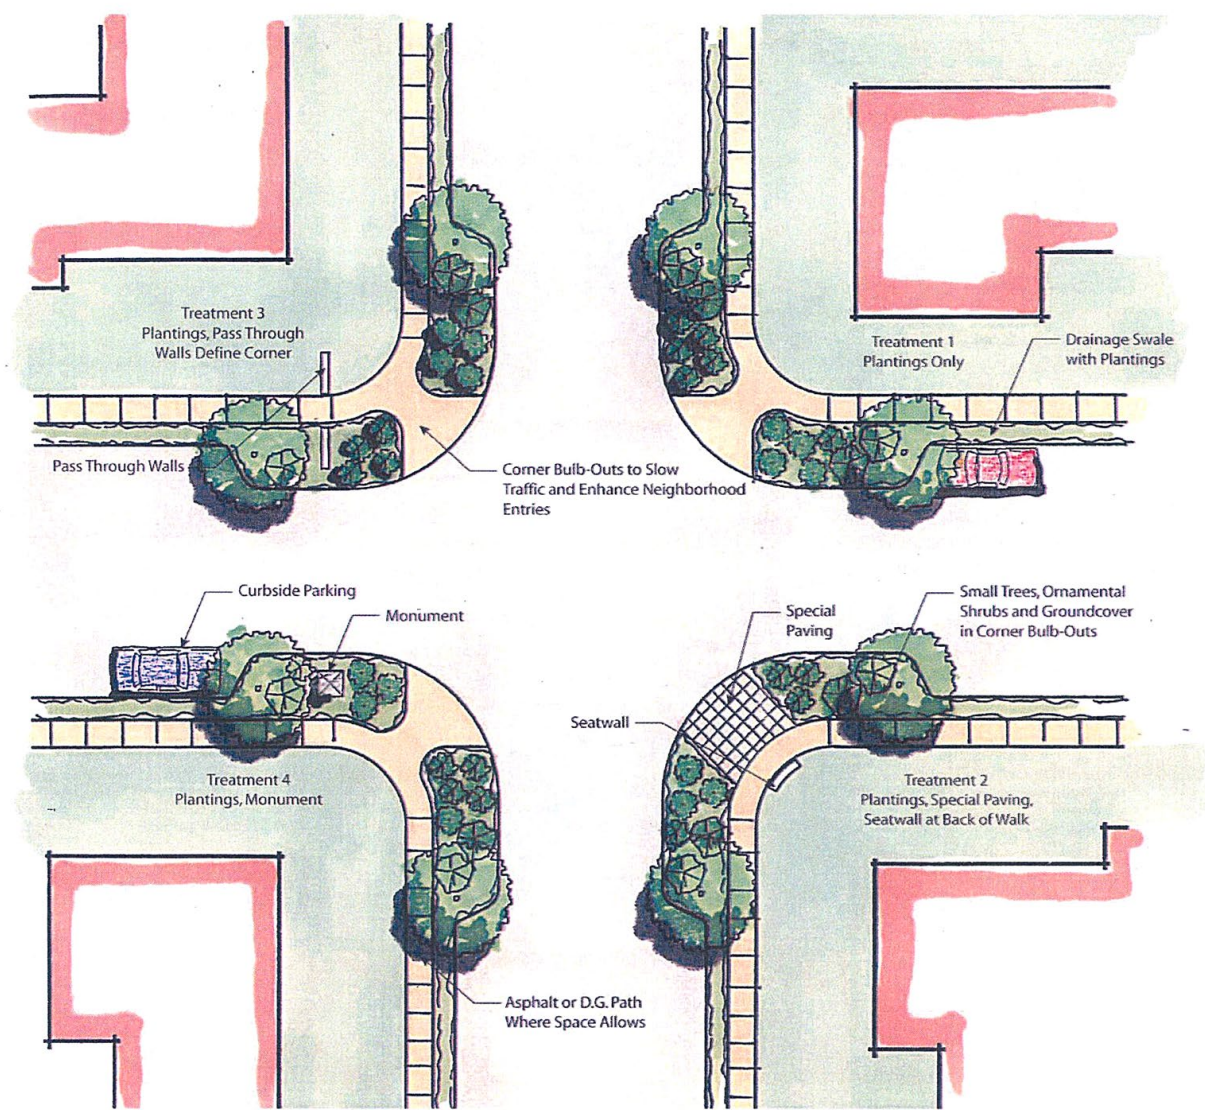 Treatment 3
Plantings, Pass Through
Walls Define Corner
Pass Through Walls
Treatment 1
Plantings Only
Drainage Swale
with Plantings
Corner Bulb-Outs to Slow
Traffic and Enhance Neighborhood
Entries
Curbside Parking
Monument
Special
Paving
Small Trees, Ornamental
Shrubs and Groundcover
in Corner Bulb-Outs
Seatwall
Treatment 4
Plantings, Monument
Treatment 2
Plantings, Special Paving,
Seatwall at Back of Walk
Asphalt or D.G. Path
Where Space Allows